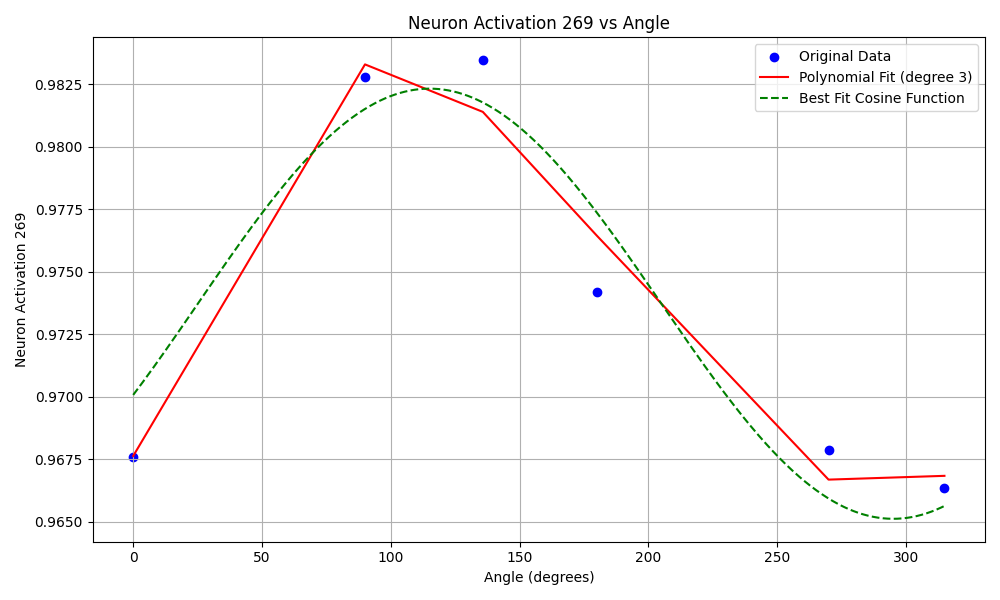 Neuron Activation 269 vs Angle
Original Data
Polynomial Fit (degree 3)
Best Fit Cosine Function
Neuron Activation 269
0.9825
0.9800
0.9775
0.9750
0.9725
0.9700
0.9675
0.9650
0 50 100 150 200 250 300
Angle (degrees)